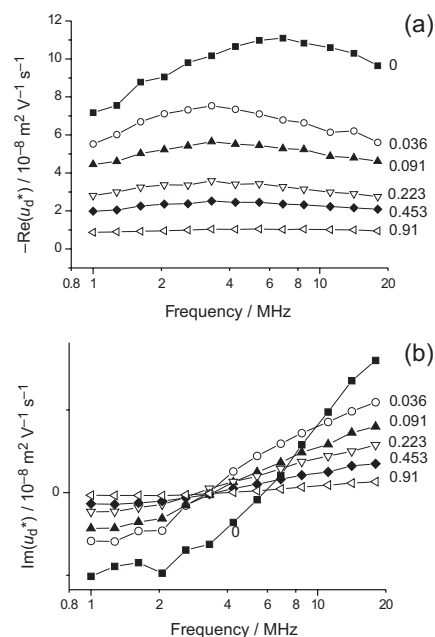 (a)
12
10
8
6
4
2
0
–Re(u_d*) / 10⁻⁸ m² V⁻¹ s⁻¹
0
0.036
0.091
0.223
0.453
0.91
0.8 1 2 4 6 8 10 20
Frequency / MHz
(b)
0
Im(u_d*) / 10⁻⁸ m² V⁻¹ s⁻¹
0.036
0.091
0.223
0.453
0.91
0
0.8 1 2 4 6 8 10 20
Frequency / MHz